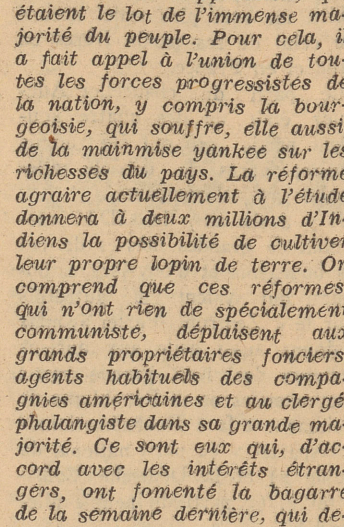 étaient le lot de l'immense ma-
jorité du peuple. Pour cela, i
a fait appel à l'union de tou-
tes les forces progressistes de
la nation, y compris la bour-
geoisie, qui souffre, elle aussi
de la mainmise yankee sur les
richesses du pays. La réforme
agraire actuellement à l'étude
donnera à deux millions d'In-
diens la possibilité de cultiver
leur propre lopin de terre. On
comprend que ces réformes
qui n'ont rien de spécialement
communiste, déplaisent aux
grands propriétaires fonciers
agents habituels des compa-
gnies américaines et au clergé
phalangiste dans sa grande ma-
jorité. Ce sont eux qui, d'ac-
cord avec les intérêts étran-
gers, ont fomenté la bagarre
de la semaine dernière, qui de-